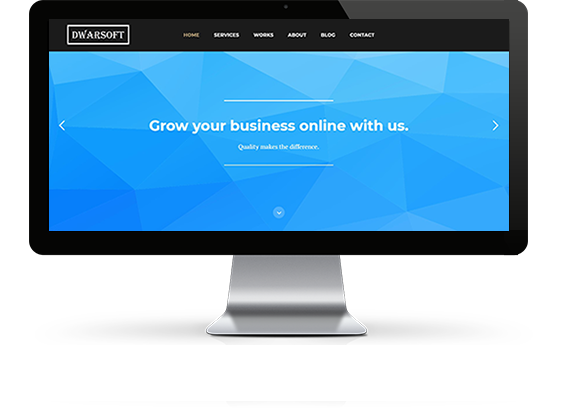 DWARSOFT
HOME SERVICES WORKS ABOUT BLOG CONTACT
Grow your business online with us.
Quality makes the difference.